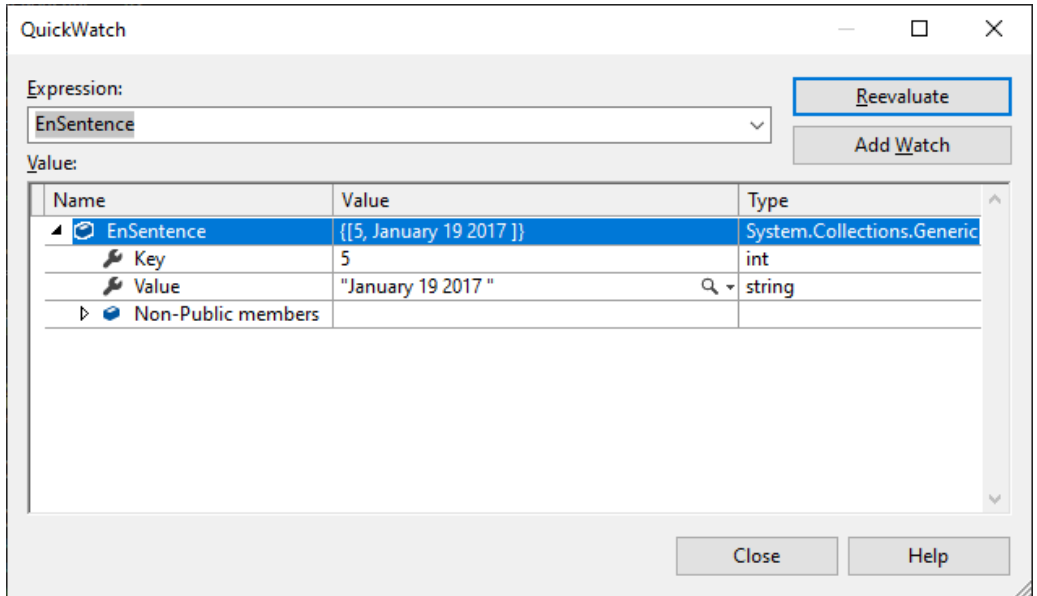 QuickWatch
Expression:
Reevaluate
EnSentence
Add Watch
Value:
Name Value Type
EnSentence {[5, January 19 2017 ]} System.Collections.Generic
Key 5 int
Value "January 19 2017 " string
Non-Public members
Close Help